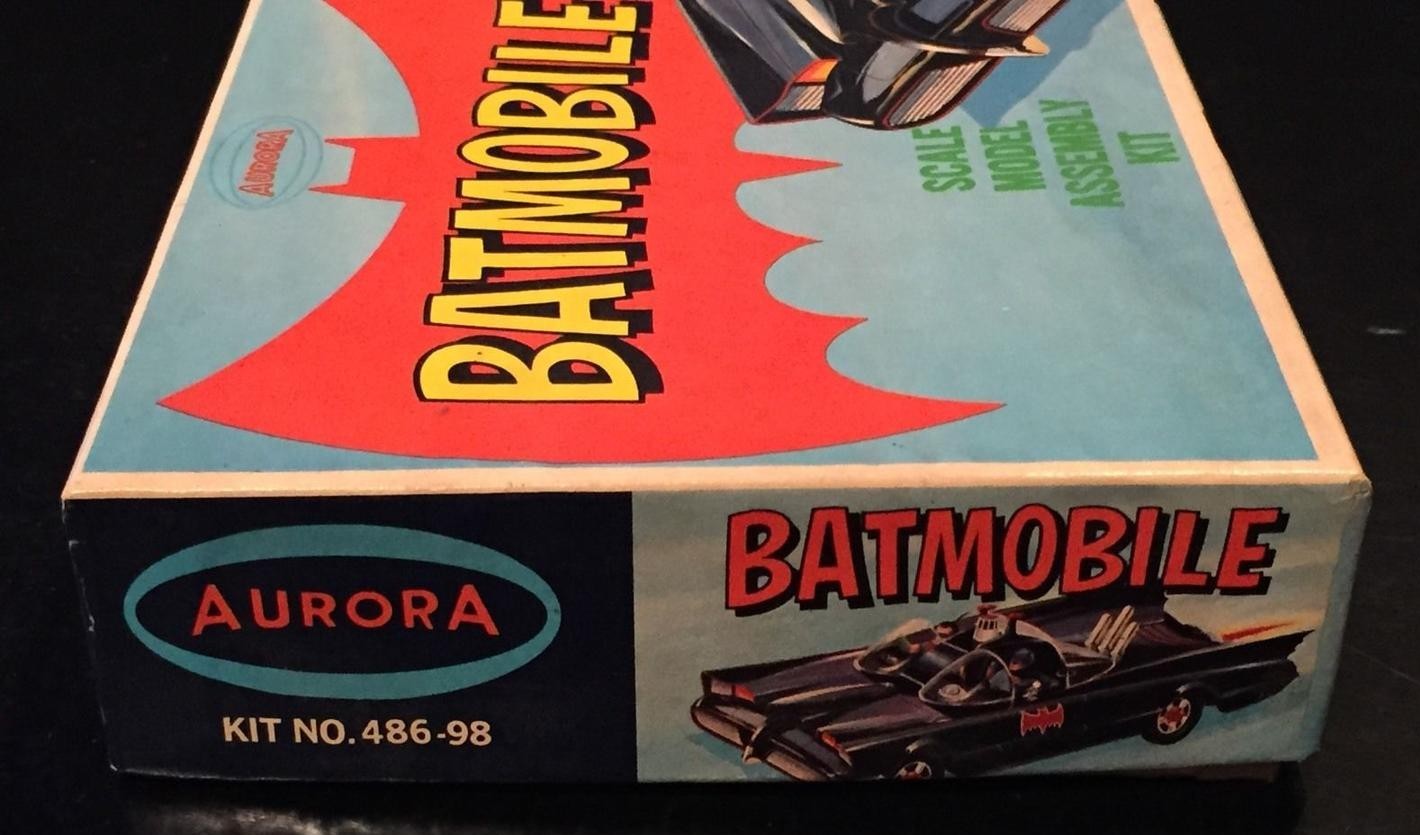 BATMOBILE
AURORA
SCALE
MODEL
ASSEMBLY
KIT
AURORA
KIT NO. 486-98
BATMOBILE